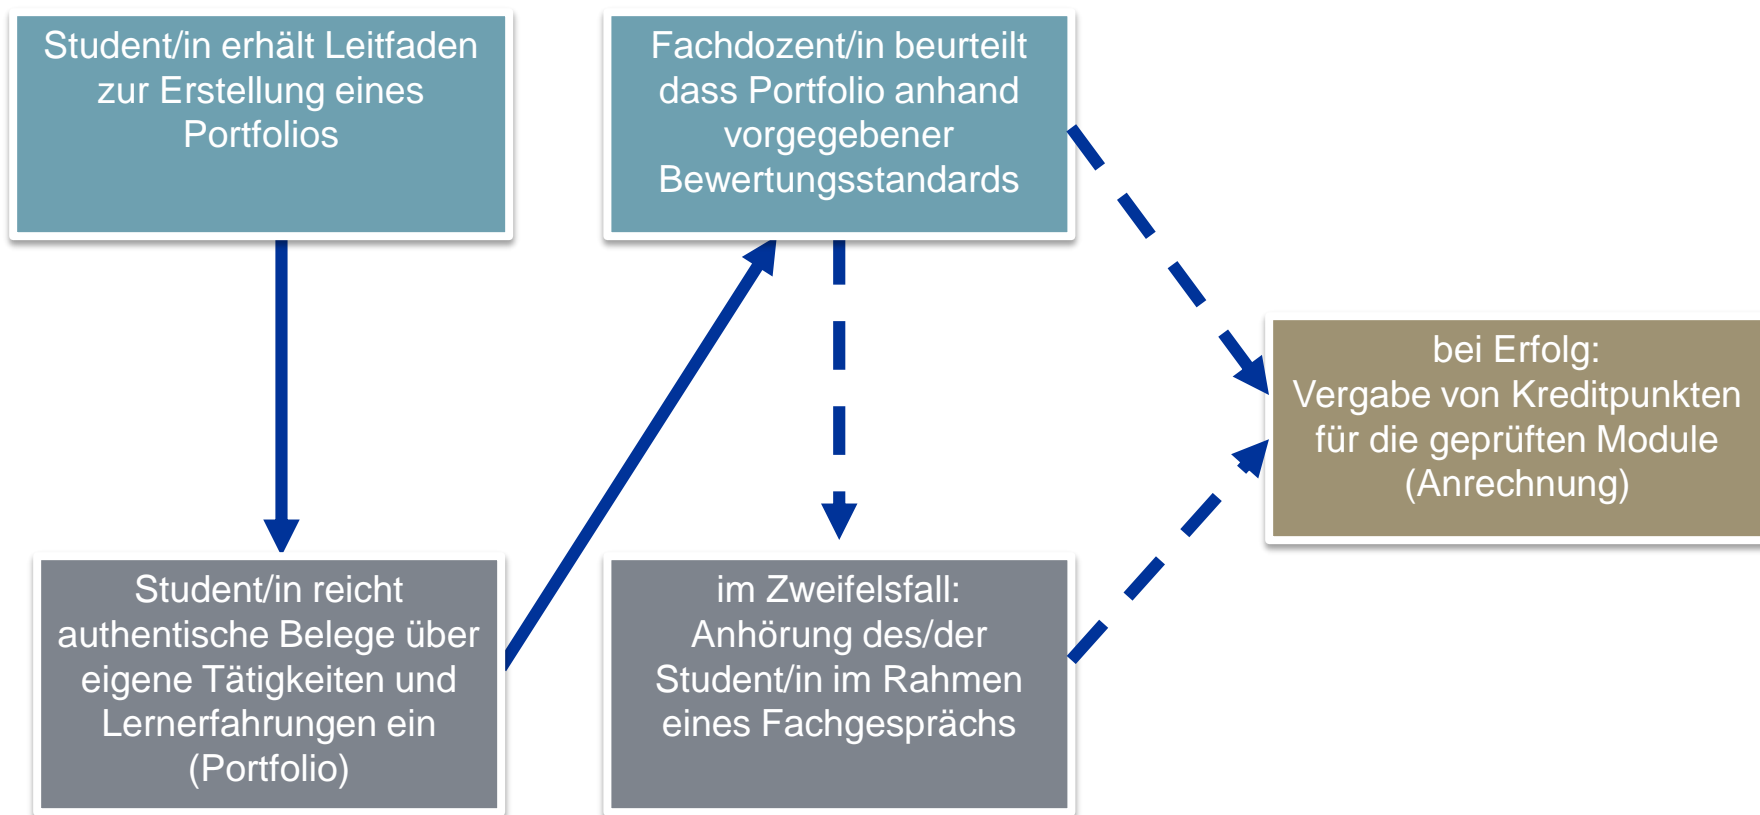 Student/in erhält Leitfaden
zur Erstellung eines
Portfolios
Student/in reicht
authentische Belege über
eigene Tätigkeiten und
Lernerfahrungen ein
(Portfolio)
Fachdozent/in beurteilt
dass Portfolio anhand
vorgegebener
Bewertungsstandards
im Zweifelsfall:
Anhörung des/der
Student/in im Rahmen
eines Fachgesprächs
bei Erfolg:
Vergabe von Kreditpunkten
für die geprüften Module
(Anrechnung)